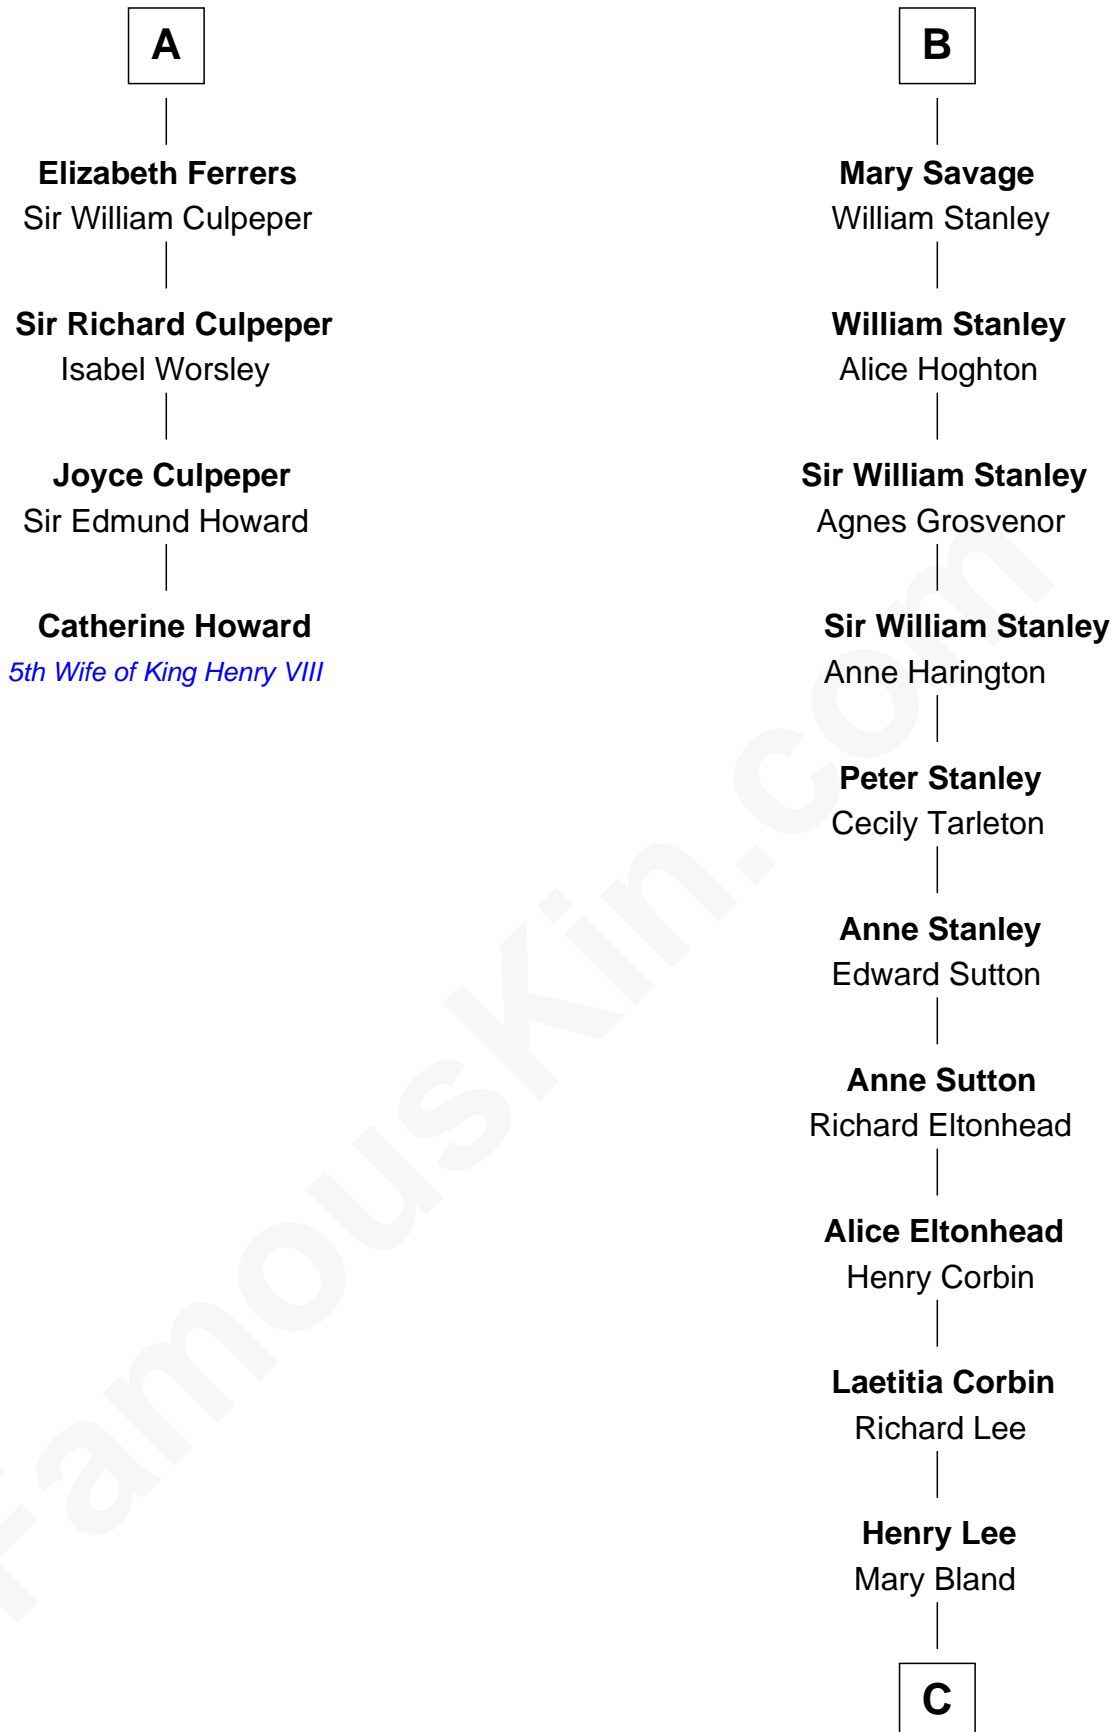 A
Elizabeth Ferrers
Sir William Culpeper
Sir Richard Culpeper
Isabel Worsley
Joyce Culpeper
Sir Edmund Howard
Catherine Howard
5th Wife of King Henry VIII
B
Mary Savage
William Stanley
William Stanley
Alice Hoghton
Sir William Stanley
Agnes Grosvenor
Sir William Stanley
Anne Harington
Peter Stanley
Cecily Tarleton
Anne Stanley
Edward Sutton
Anne Sutton
Richard Eltonhead
Alice Eltonhead
Henry Corbin
Laetitia Corbin
Richard Lee
Henry Lee
Mary Bland
C
FamousKin.com